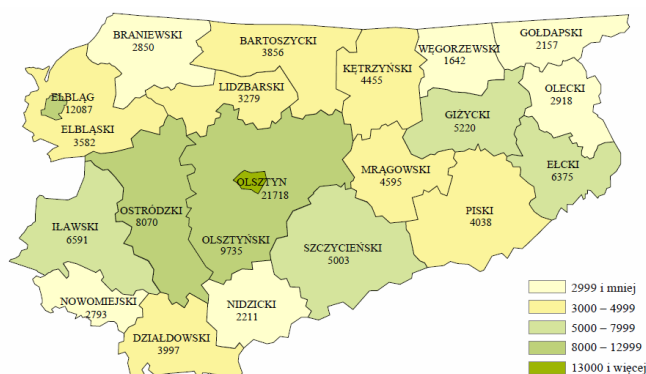 BRANIEWSKI
2850
BARTOSZYCKI
3856
KĘTRZYŃSKI
4455
WĘGORZEWSKI
1642
GOŁDAPSKI
2157
ELBLĄG
12087
ELBLĄSKI
3582
LIDZBARSKI
3279
GIŻYCKI
5220
OLECKI
2918
EŁCKI
6375
MRĄGOWSKI
4595
PISKI
4038
OLSZTYN
21718
OSTRÓDZKI
8070
OLSZTYŃSKI
9735
IŁAWSKI
6591
SZCZYCIEŃSKI
5003
NOWOMIEJSKI
2793
NIDZICKI
2211
DZIAŁDOWSKI
3997
2999 i mniej
3000 – 4999
5000 – 7999
8000 – 12999
13000 i więcej